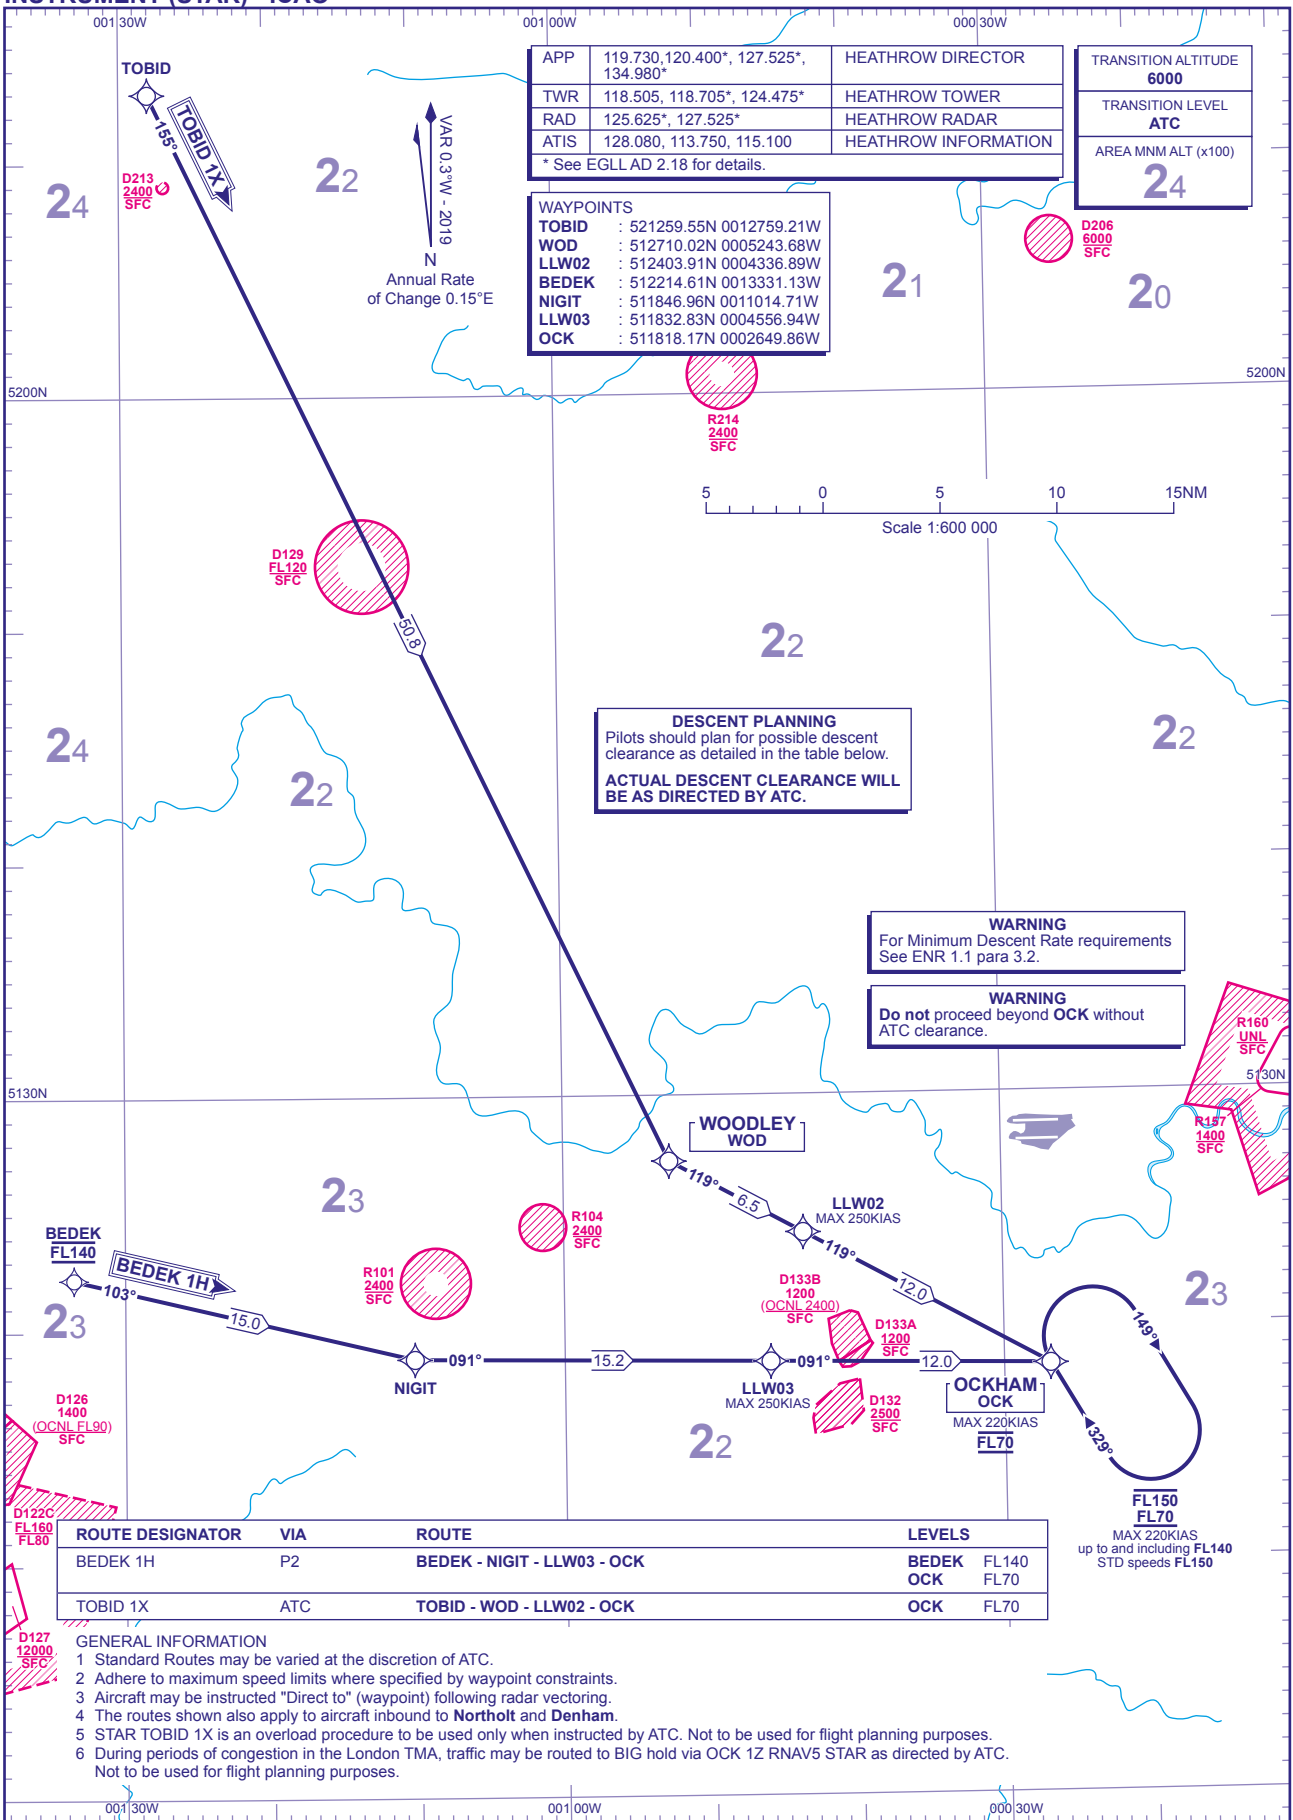 001 30W
001 00W
000 30W
TOBID
155°
TOBID 1X
D213
2400
SFC
24
22
VAR 0.3°W - 2019
N
Annual Rate
of Change 0.15°E
APP 119.730,120.400*, 127.525*, HEATHROW DIRECTOR
134.980*
TWR 118.505, 118.705*, 124.475* HEATHROW TOWER
RAD 125.625*, 127.525* HEATHROW RADAR
ATIS 128.080, 113.750, 115.100 HEATHROW INFORMATION
* See EGLL AD 2.18 for details.
TRANSITION ALTITUDE
6000
TRANSITION LEVEL
ATC
AREA MNM ALT (x100)
24
WAYPOINTS
TOBID : 521259.55N 0012759.21W
WOD : 512710.02N 0005243.68W
LLW02 : 512403.91N 0004336.89W
BEDEK : 512214.61N 0013331.13W
NIGIT : 511846.96N 0011014.71W
LLW03 : 511832.83N 0004556.94W
OCK : 511818.17N 0002649.86W
D206
6000
SFC
21
20
5200N
5200N
R214
2400
SFC
5 0 5 10 15NM
Scale 1:600 000
D129
FL120
SFC
50.8
22
24
22
22
DESCENT PLANNING
Pilots should plan for possible descent
clearance as detailed in the table below.
ACTUAL DESCENT CLEARANCE WILL
BE AS DIRECTED BY ATC.
WARNING
For Minimum Descent Rate requirements
See ENR 1.1 para 3.2.
WARNING
Do not proceed beyond OCK without
ATC clearance.
R160
UNL
SFC
5130N
5130N
R157
1400
SFC
WOODLEY
WOD
119°
6.5
LLW02
MAX 250KIAS
119°
12.0
23
R104
2400
SFC
BEDEK
FL140
BEDEK 1H
103°
15.0
R101
2400
SFC
23
D133B
1200
(OCNL 2400)
SFC
D133A
1200
SFC
23
149°
329°
NIGIT
091°
15.2
LLW03
MAX 250KIAS
091°
12.0
OCKHAM
OCK
MAX 220KIAS
FL70
D132
2500
SFC
22
D126
1400
(OCNL FL90)
SFC
D122C
FL160
FL80
FL150
FL70
MAX 220KIAS
up to and including FL140
STD speeds FL150
ROUTE DESIGNATOR VIA ROUTE LEVELS
BEDEK 1H P2 BEDEK - NIGIT - LLW03 - OCK BEDEK FL140
OCK FL70
TOBID 1X ATC TOBID - WOD - LLW02 - OCK OCK FL70
D127
12000
SFC
GENERAL INFORMATION
1 Standard Routes may be varied at the discretion of ATC.
2 Adhere to maximum speed limits where specified by waypoint constraints.
3 Aircraft may be instructed "Direct to" (waypoint) following radar vectoring.
4 The routes shown also apply to aircraft inbound to Northolt and Denham.
5 STAR TOBID 1X is an overload procedure to be used only when instructed by ATC. Not to be used for flight planning purposes.
6 During periods of congestion in the London TMA, traffic may be routed to BIG hold via OCK 1Z RNAV5 STAR as directed by ATC.
Not to be used for flight planning purposes.
001 30W
001 00W
000 30W